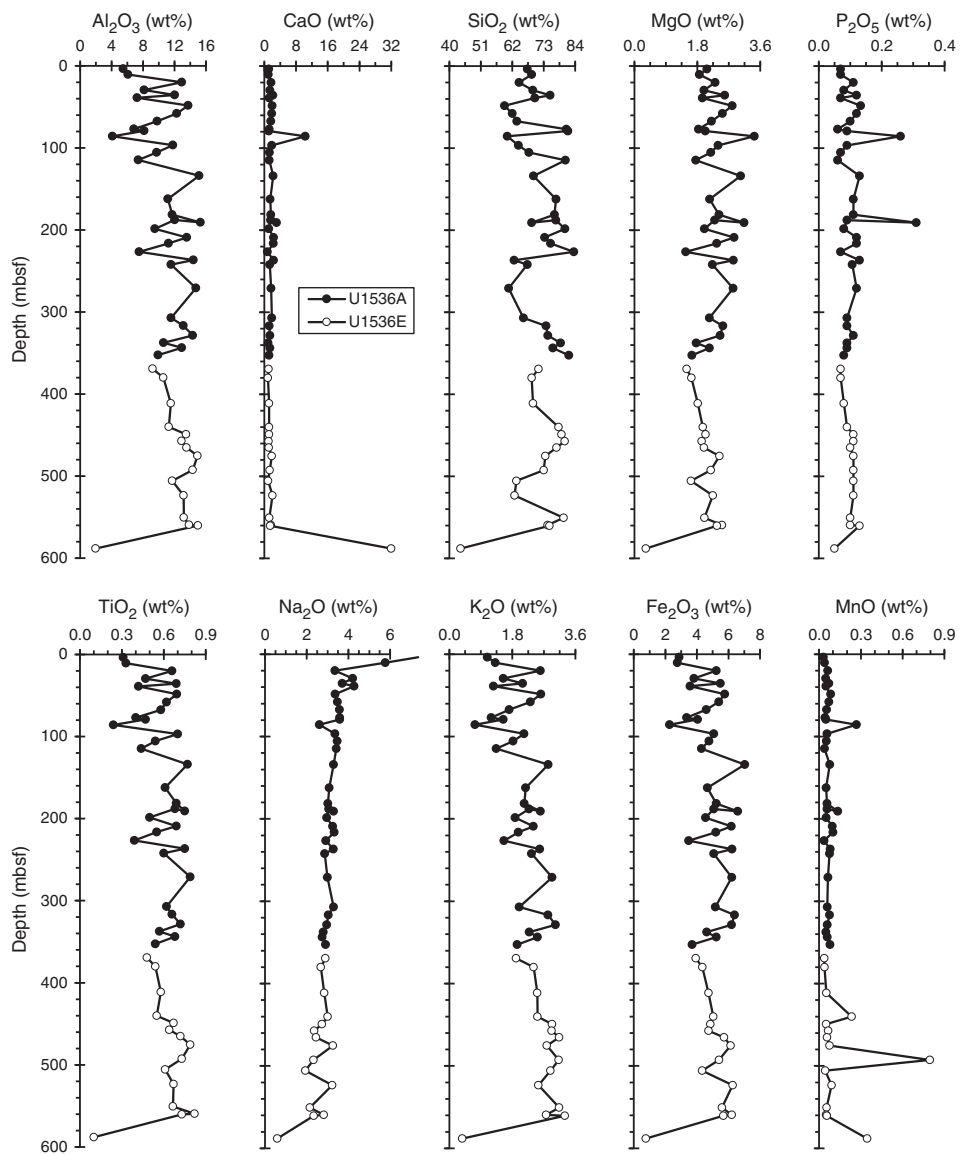 Al2O3 (wt%) CaO (wt%) SiO2 (wt%) MgO (wt%) P2O5 (wt%)
0 4 8 12 16 0 8 16 24 32 40 51 62 73 84 0.0 1.8 3.6 0.0 0.2 0.4
0
100
200
300
400
500
600
Depth (mbsf)
U1536A
U1536E
TiO2 (wt%) Na2O (wt%) K2O (wt%) Fe2O3 (wt%) MnO (wt%)
0.0 0.3 0.6 0.9 0 2 4 6 0.0 1.8 3.6 0 2 4 6 8 0.0 0.3 0.6 0.9
0
100
200
300
400
500
600
Depth (mbsf)